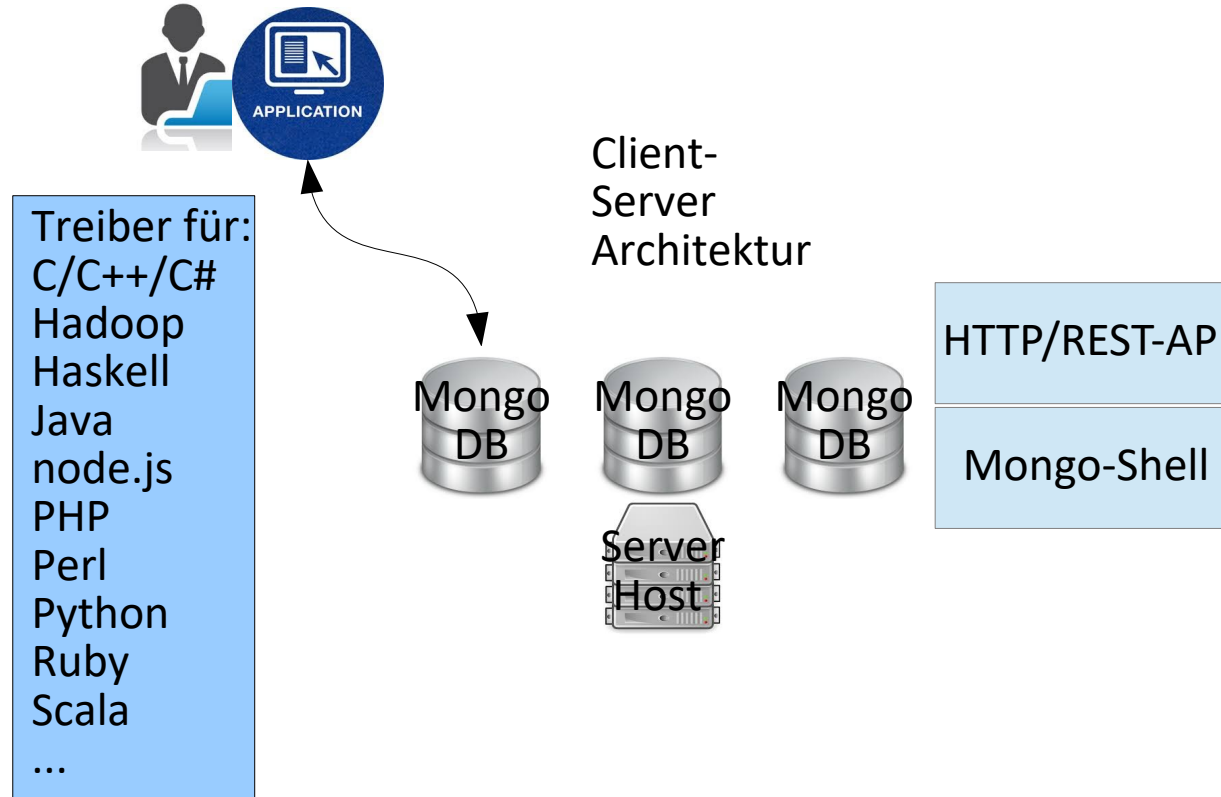 APPLICATION
Client-
Server
Architektur
Treiber für:
C/C++/C#
Hadoop
Haskell
Java
node.js
PHP
Perl
Python
Ruby
Scala
...
Mongo
DB
Mongo
DB
Mongo
DB
Server
Host
HTTP/REST-AP
Mongo-Shell